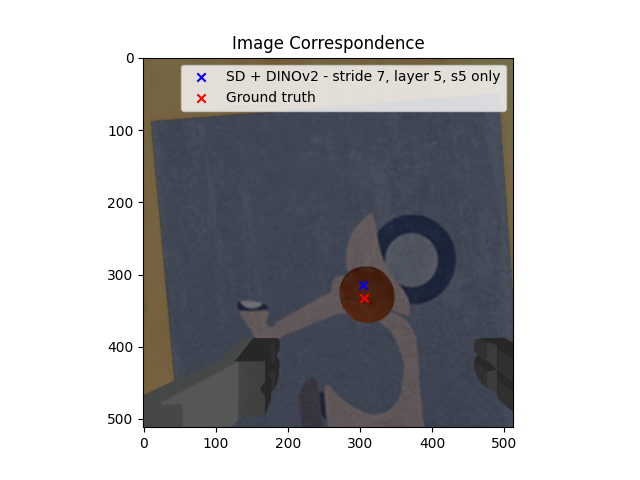 Image Correspondence
SD + DINOv2 - stride 7, layer 5, s5 only
Ground truth
0
100
200
300
400
500
0 100 200 300 400 500